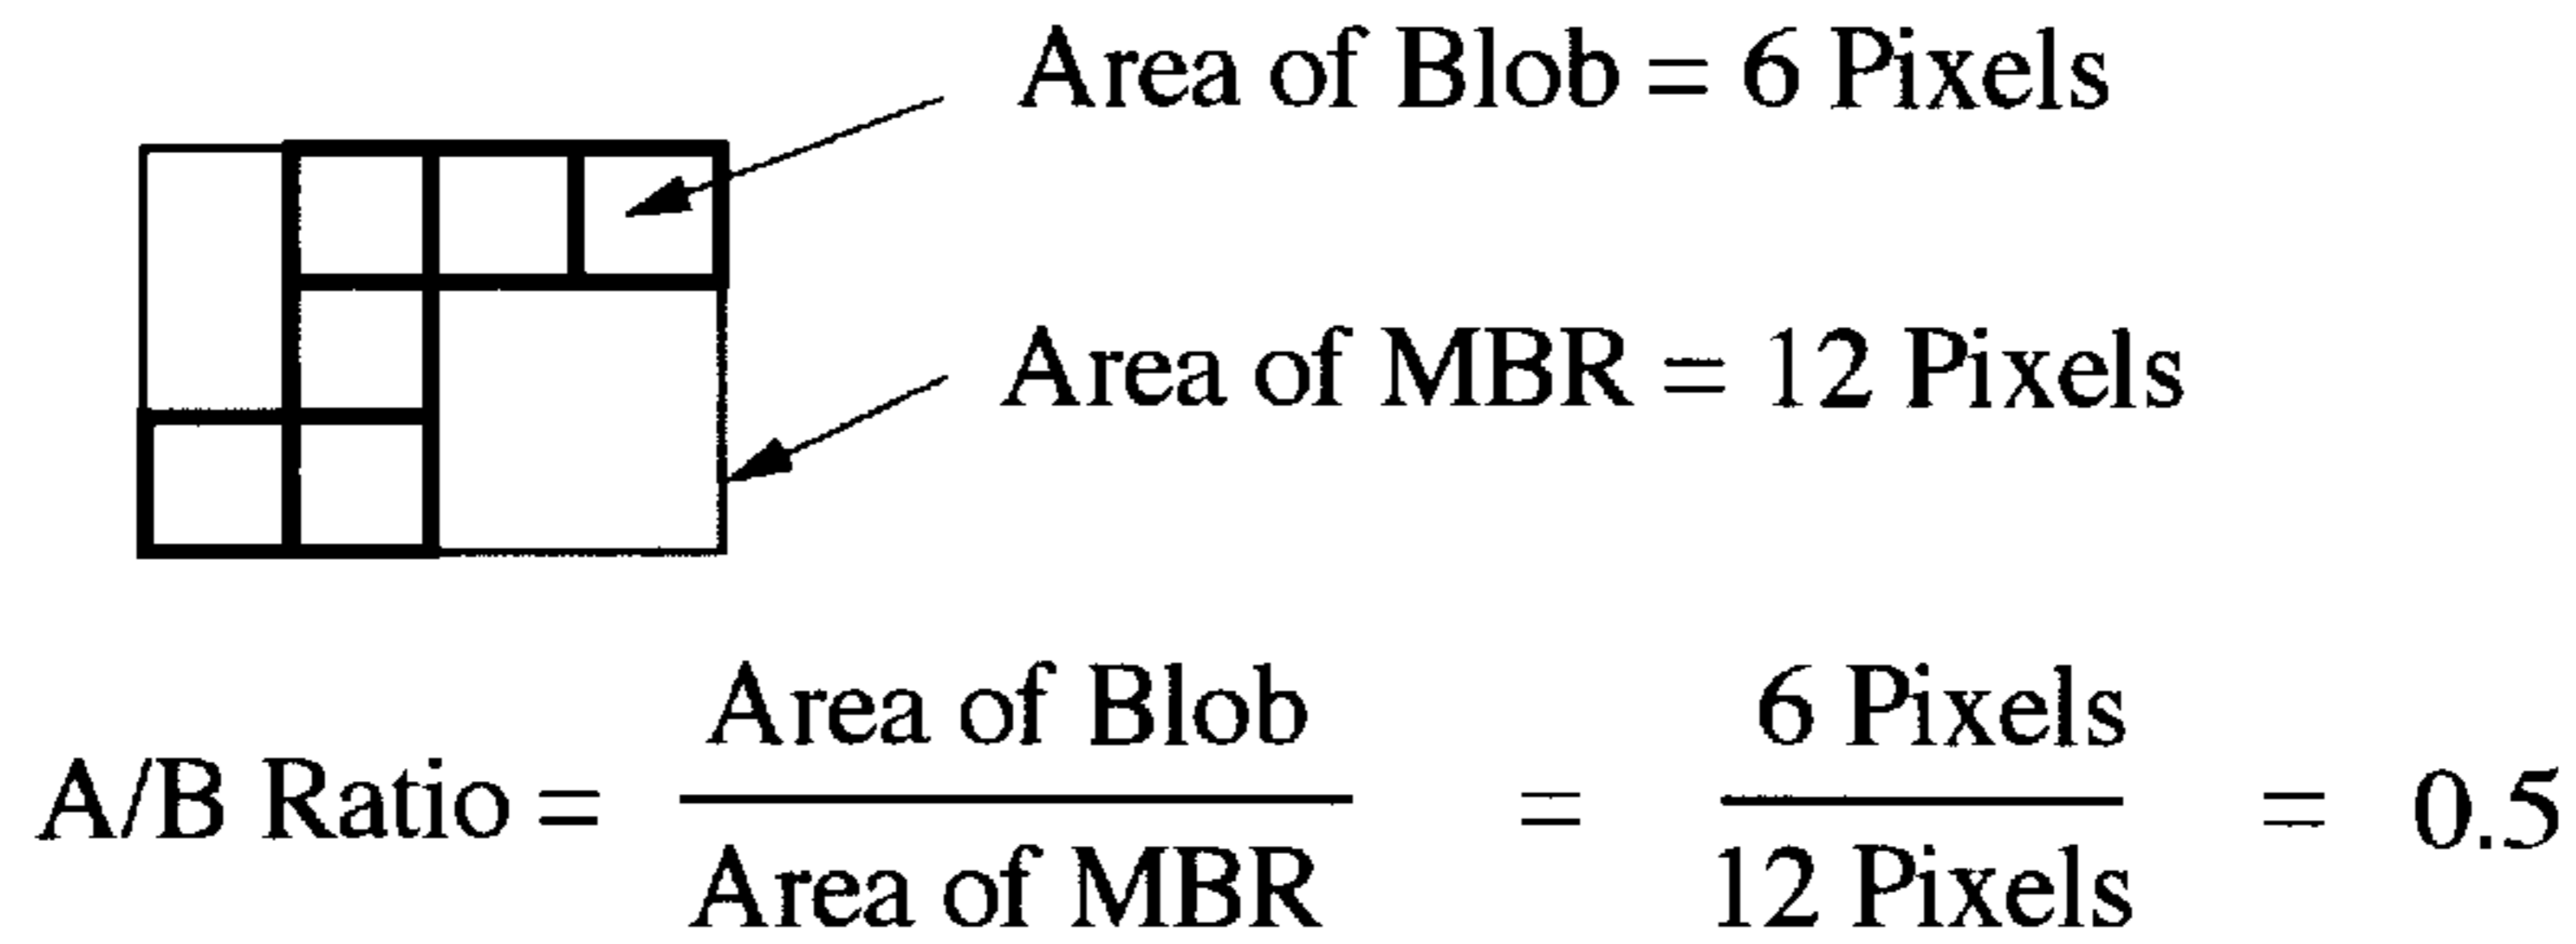 Area of Blob = 6 Pixels
Area of MBR = 12 Pixels
A/B Ratio = Area of Blob / Area of MBR = 6 Pixels / 12 Pixels = 0.5